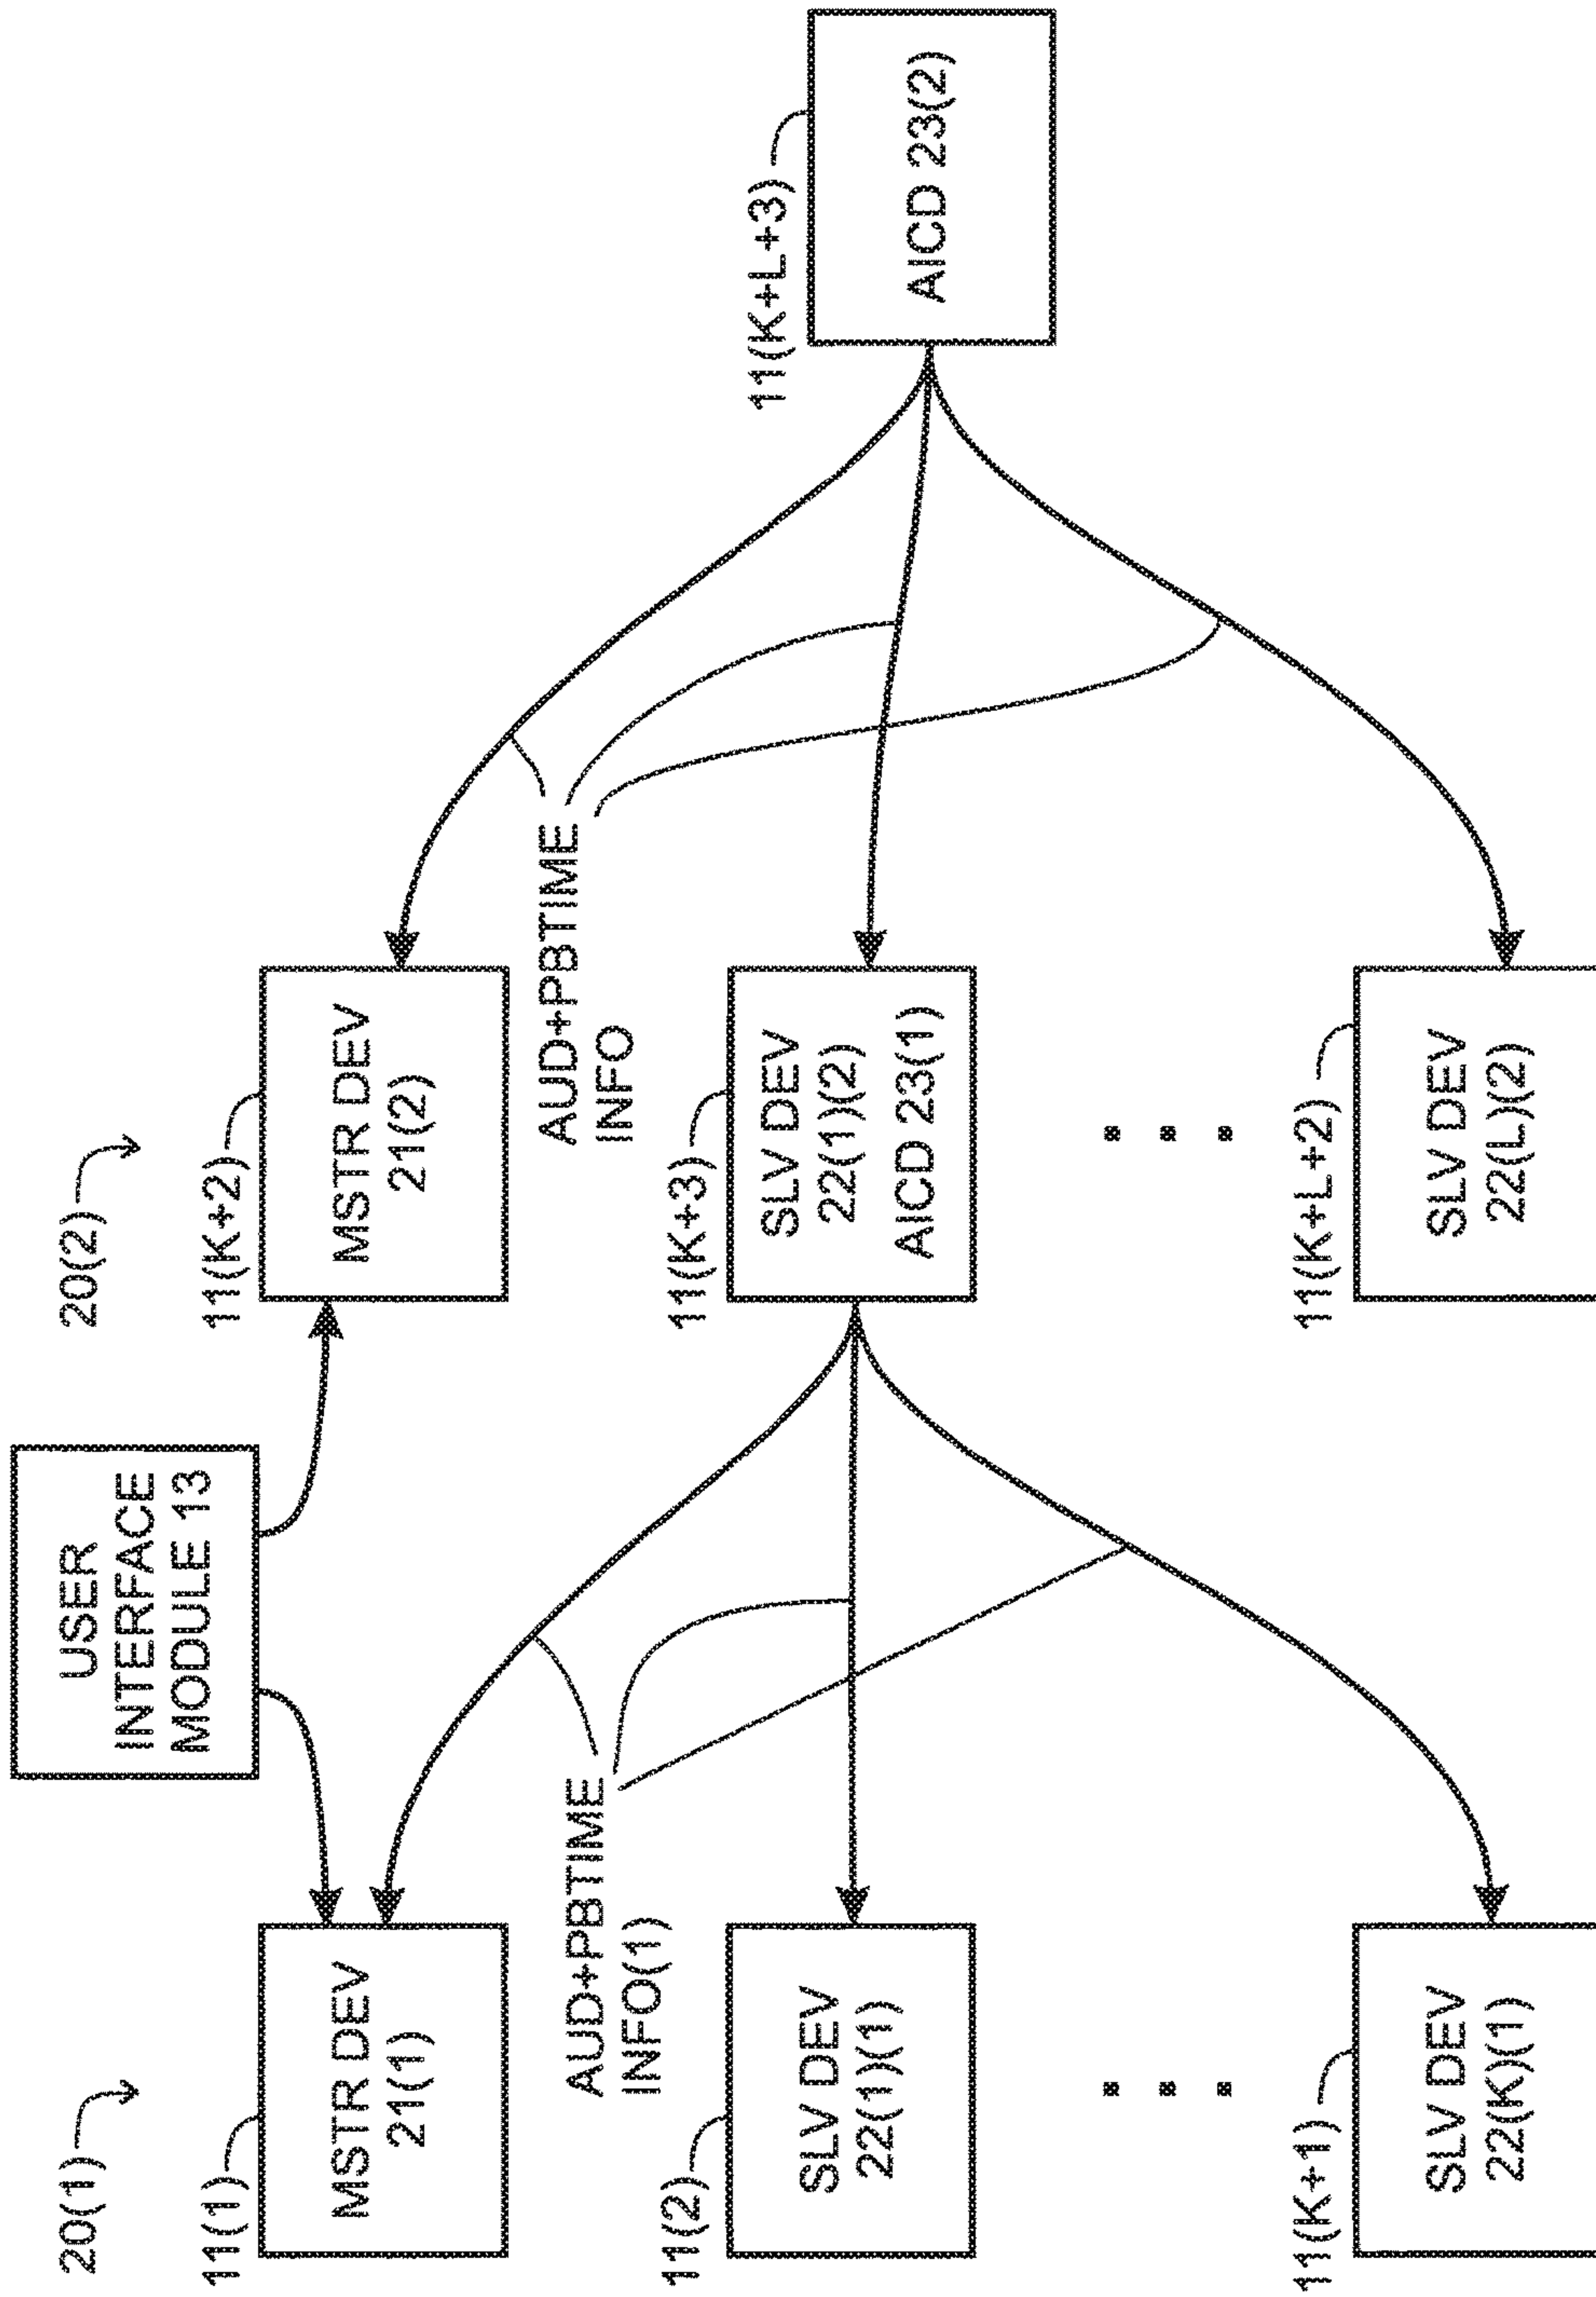 USER
INTERFACE
MODULE 13
20(1)
11(1)
MSTR DEV
21(1)
20(2)
11(K+2)
MSTR DEV
21(2)
AUD+PBTIME
INFO(1)
AUD+PBTIME
INFO
11(2)
SLV DEV
22(1)(1)
11(K+3)
SLV DEV
22(1)(2)
AICD 23(1)
11(K+L+3)
AICD 23(2)
11(K+1)
SLV DEV
22(K)(1)
11(K+L+2)
SLV DEV
22(L)(2)